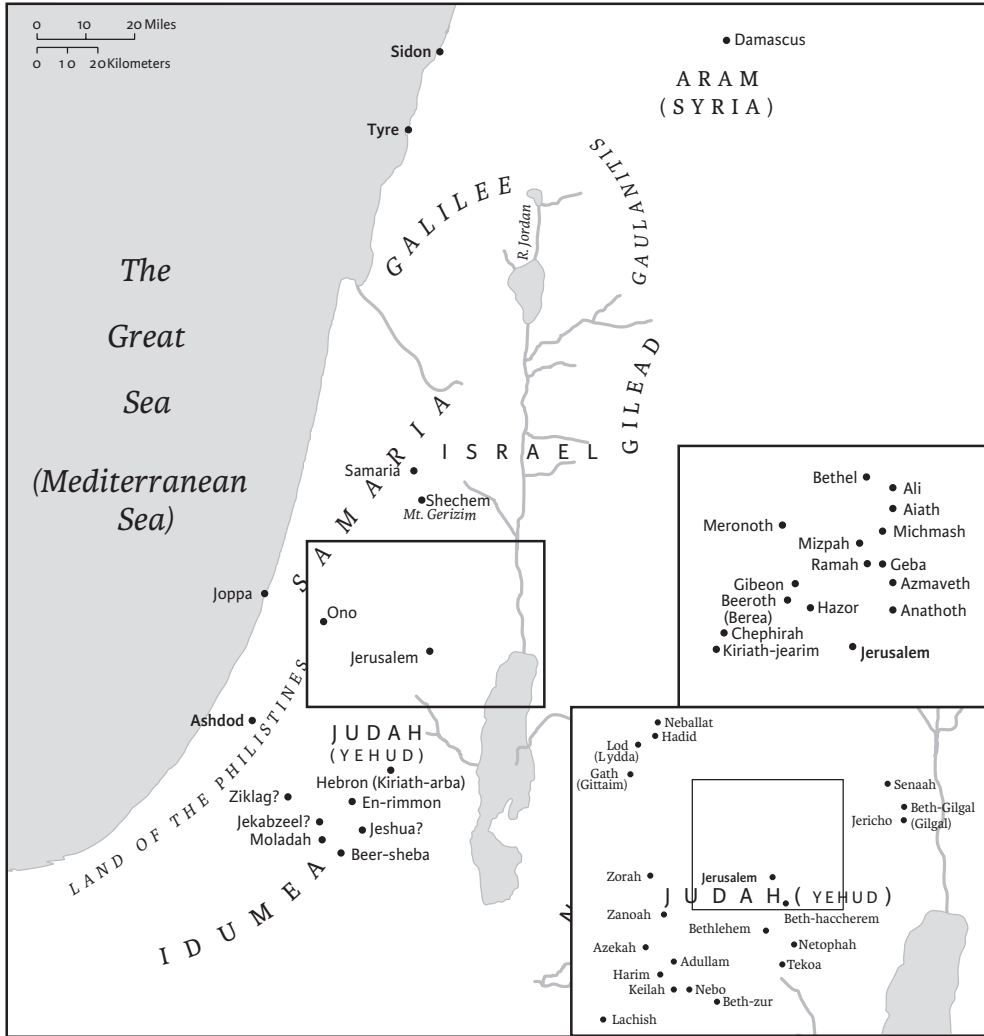 0 10 20 Miles
0 10 20 Kilometers
Sidon
Damascus
ARAM
(SYRIA)
Tyre
GAULANITIS
GALILEE
R. Jordan
The
Great
Sea
(Mediterranean
Sea)
GILEAD
SAMARIA
ISRAEL
Samaria
Shechem
Mt. Gerizim
Joppa
Ono
Jerusalem
LAND OF THE PHILISTINES
Ashdod
JUDAH
(YEHUD)
Hebron (Kiriath-arba)
Ziklag?
En-rimmon
Jekabzeel?
Jeshua?
Moladah
Beer-sheba
IDUMEA
Bethel
Ali
Aiath
Meronoth
Michmash
Mizpah
Ramah
Geba
Gibeon
Azmaveth
Beeroth
(Berea)
Hazor
Anathoth
Chephirah
Kiriath-jearim
Jerusalem
Neballat
Hadid
Lod
(Lydda)
Gath
(Gittaim)
Senaah
Beth-Gilgal
(Gilgal)
Jericho
Zorah
Jerusalem
JUDAH (YEHUD)
Zanoah
Beth-haccherem
Bethlehem
Netophah
Azekah
Adullam
Tekoa
Harim
Keilah
Nebo
Beth-zur
Lachish